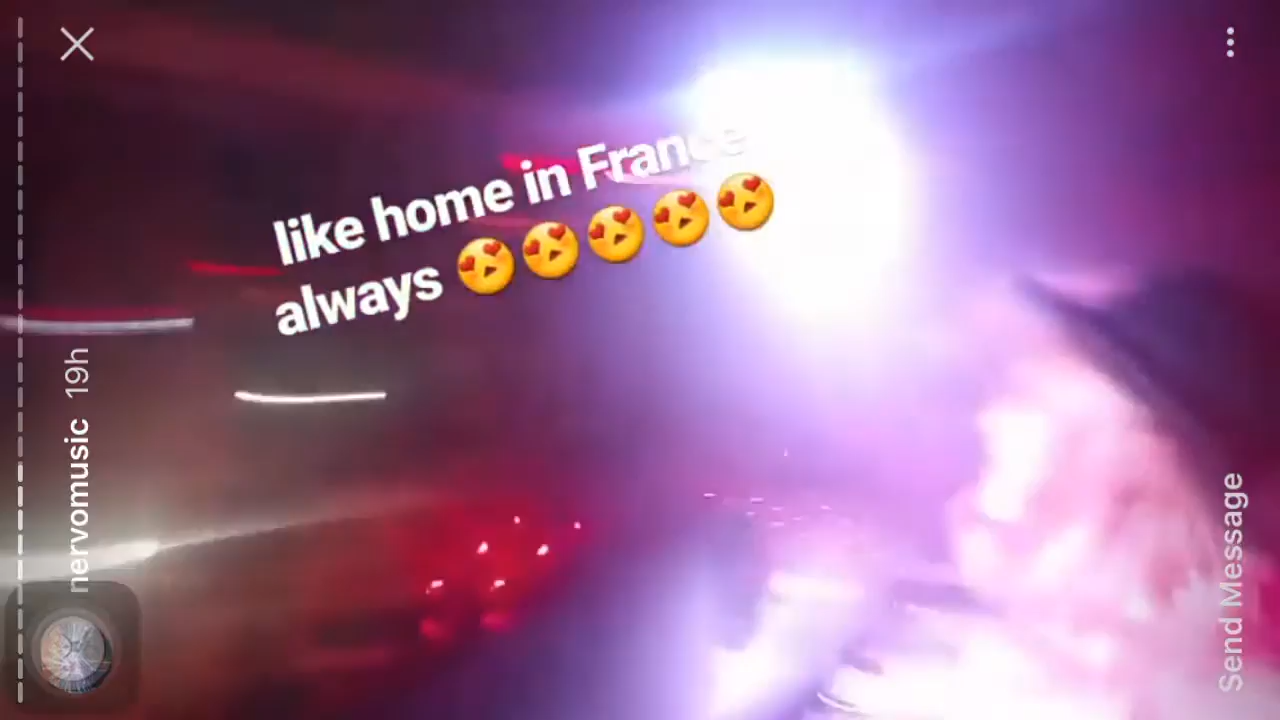 like home in France
always 😍😍😍😍😍
nervomusic 19h
Send Message